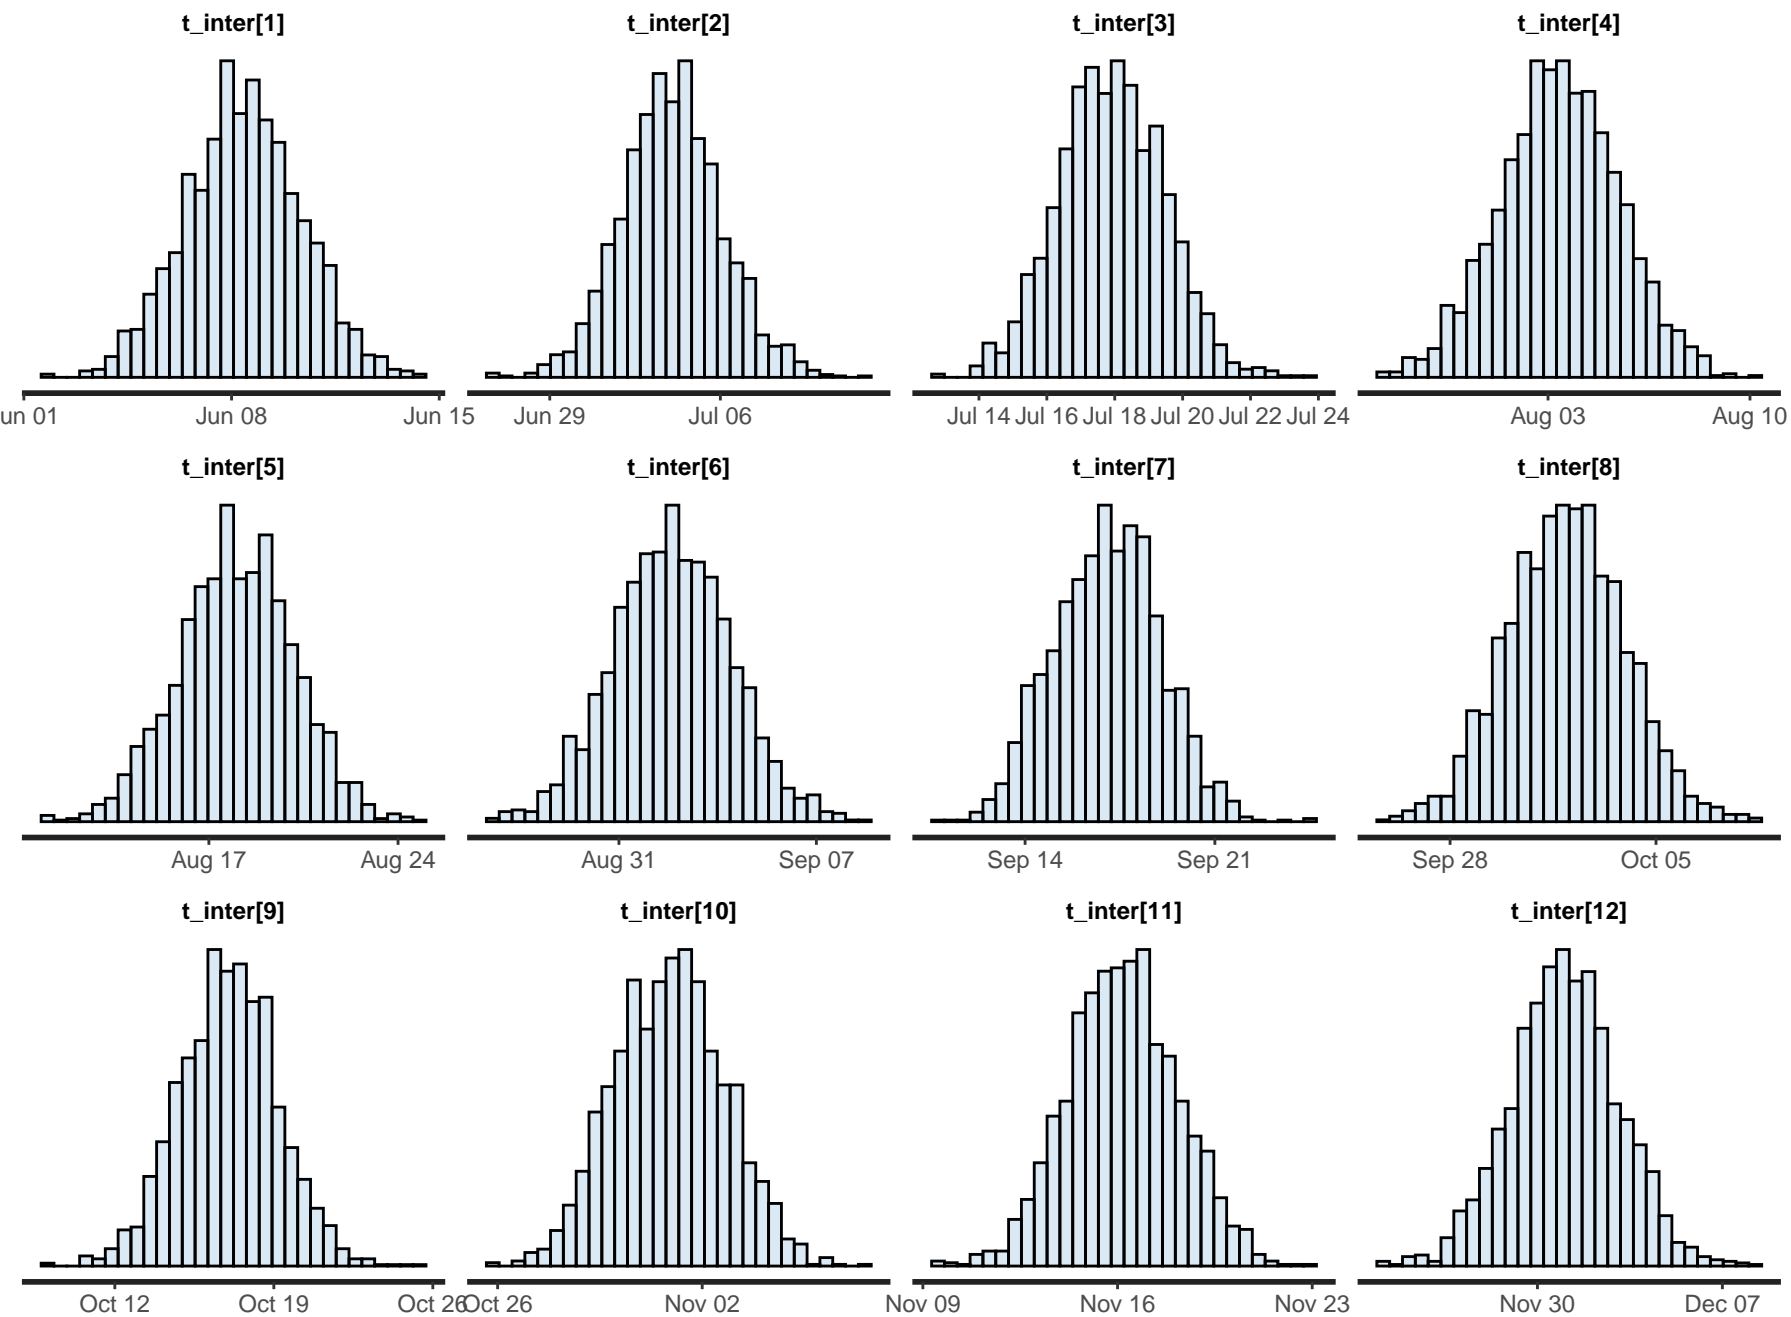 t_inter[1] t_inter[2] t_inter[3] t_inter[4]
un 01 Jun 08 Jun 15 Jun 29 Jul 06 Jul 14 Jul 16 Jul 18 Jul 20 Jul 22 Jul 24 Aug 03 Aug 10
t_inter[5] t_inter[6] t_inter[7] t_inter[8]
Aug 17 Aug 24 Aug 31 Sep 07 Sep 14 Sep 21 Sep 28 Oct 05
t_inter[9] t_inter[10] t_inter[11] t_inter[12]
Oct 12 Oct 19 Oct 26 Oct 26 Nov 02 Nov 09 Nov 16 Nov 23 Nov 30 Dec 07